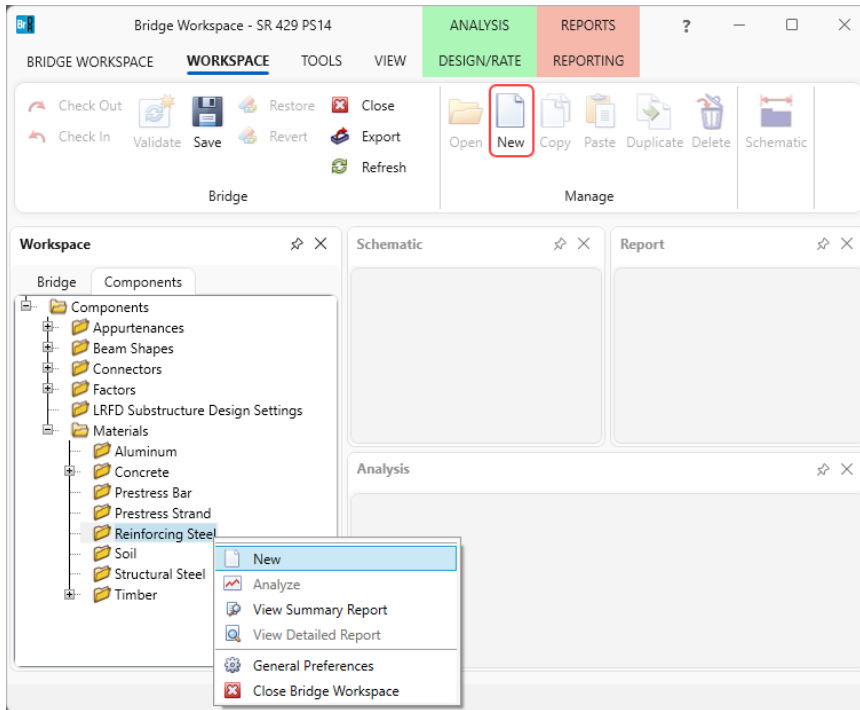 Br
Bridge Workspace - SR 429 PS14
ANALYSIS
REPORTS
?
BRIDGE WORKSPACE
WORKSPACE
TOOLS
VIEW
DESIGN/RATE
REPORTING
Check Out
Check In
Validate
Save
Restore
Revert
Close
Export
Refresh
Bridge
Open
New
Copy
Paste
Duplicate
Delete
Schematic
Manage
Workspace
Bridge
Components
Components
Appurtenances
Beam Shapes
Connectors
Factors
LRFD Substructure Design Settings
Materials
Aluminum
Concrete
Prestress Bar
Prestress Strand
Reinforcing Steel
Soil
Structural Steel
Timber
New
Analyze
View Summary Report
View Detailed Report
General Preferences
Close Bridge Workspace
Schematic
Report
Analysis